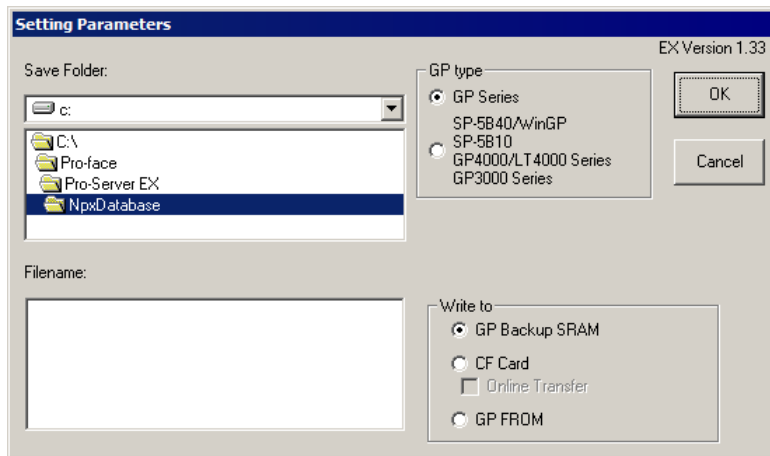 Setting Parameters
EX Version 1.33
Save Folder:
c:
C:\
Pro-face
Pro-Server EX
NpxDatabase
GP type
GP Series
SP-5B40/WinGP
SP-5B10
GP4000/LT4000 Series
GP3000 Series
OK
Cancel
Filename:
Write to
GP Backup SRAM
CF Card
Online Transfer
GP FROM